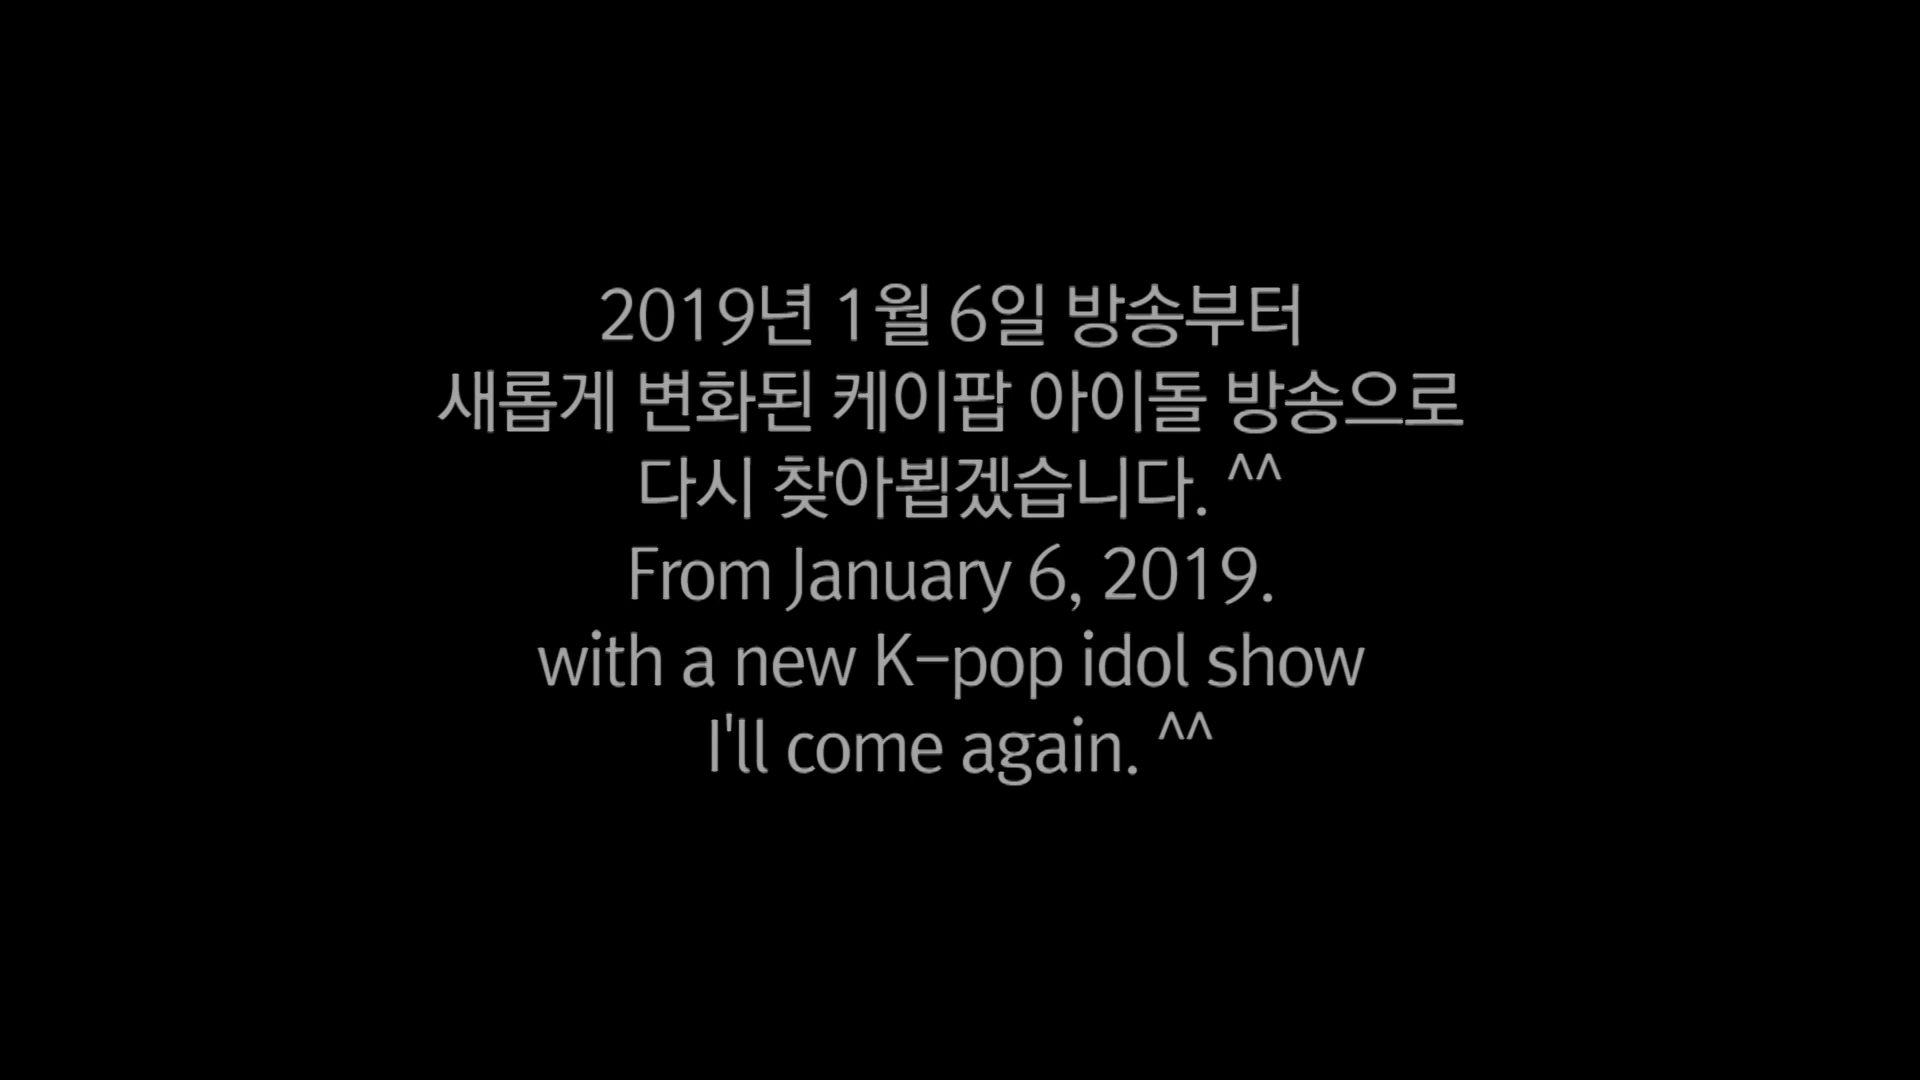 2019년 1월 6일 방송부터
새롭게 변화된 케이팝 아이돌 방송으로
다시 찾아뵙겠습니다. ^^
From January 6, 2019.
with a new K-pop idol show
I'll come again. ^^